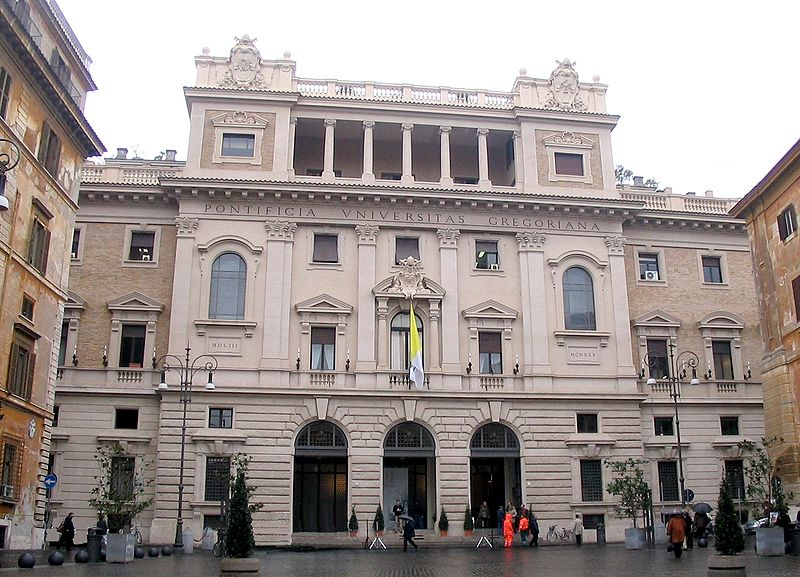 PONTIFICIA VNIVERSITAS GREGORIANA
MDLIII
MCMXXX